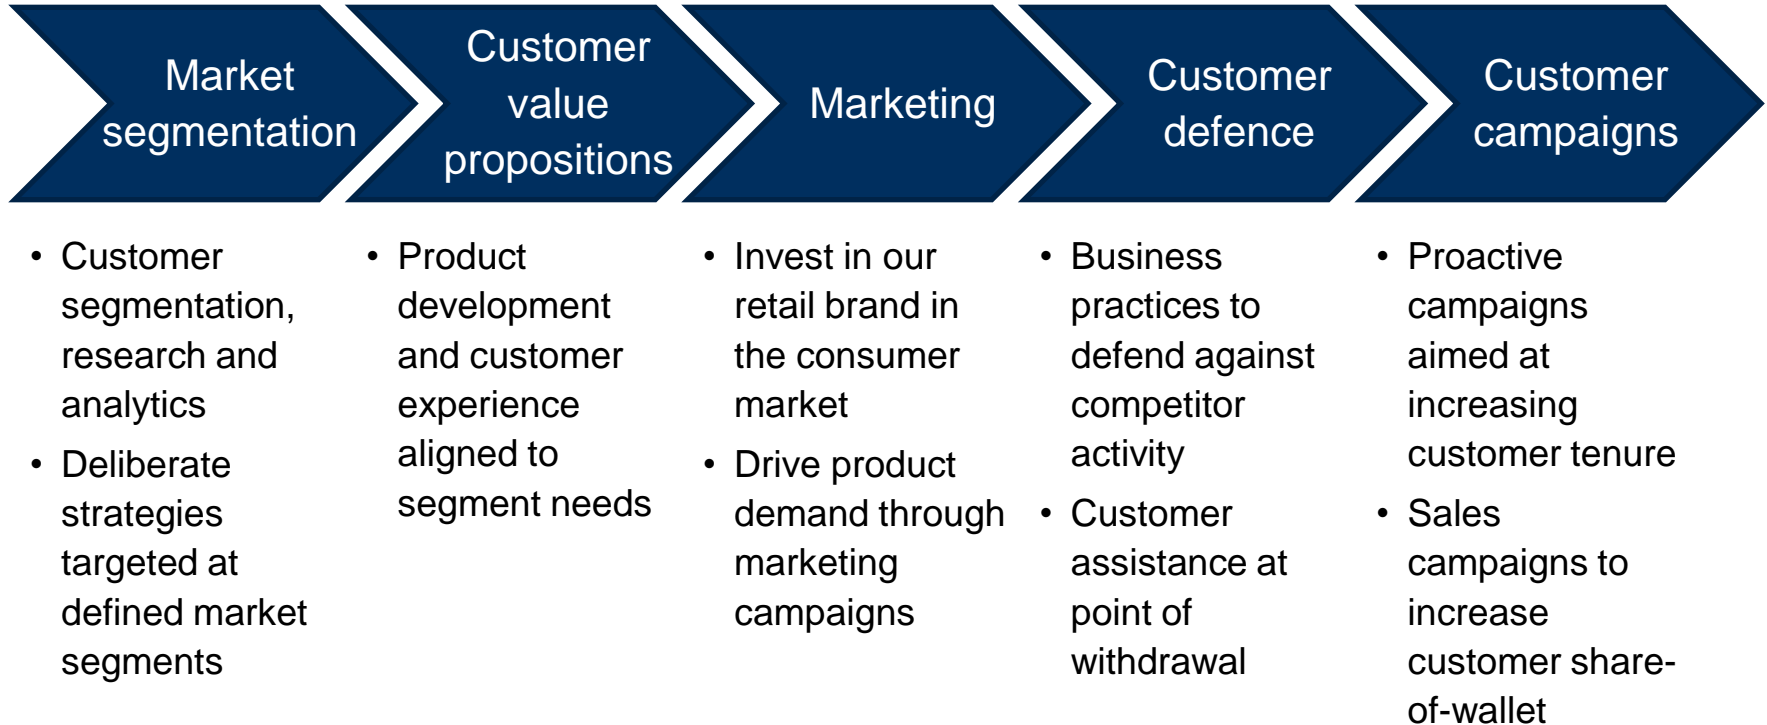 Market
segmentation
Customer
value
propositions
Marketing
Customer
defence
Customer
campaigns
• Customer
segmentation,
research and
analytics
• Deliberate
strategies
targeted at
defined market
segments
• Product
development
and customer
experience
aligned to
segment needs
• Invest in our
retail brand in
the consumer
market
• Drive product
demand through
marketing
campaigns
• Business
practices to
defend against
competitor
activity
• Customer
assistance at
point of
withdrawal
• Proactive
campaigns
aimed at
increasing
customer tenure
• Sales
campaigns to
increase
customer share-
of-wallet